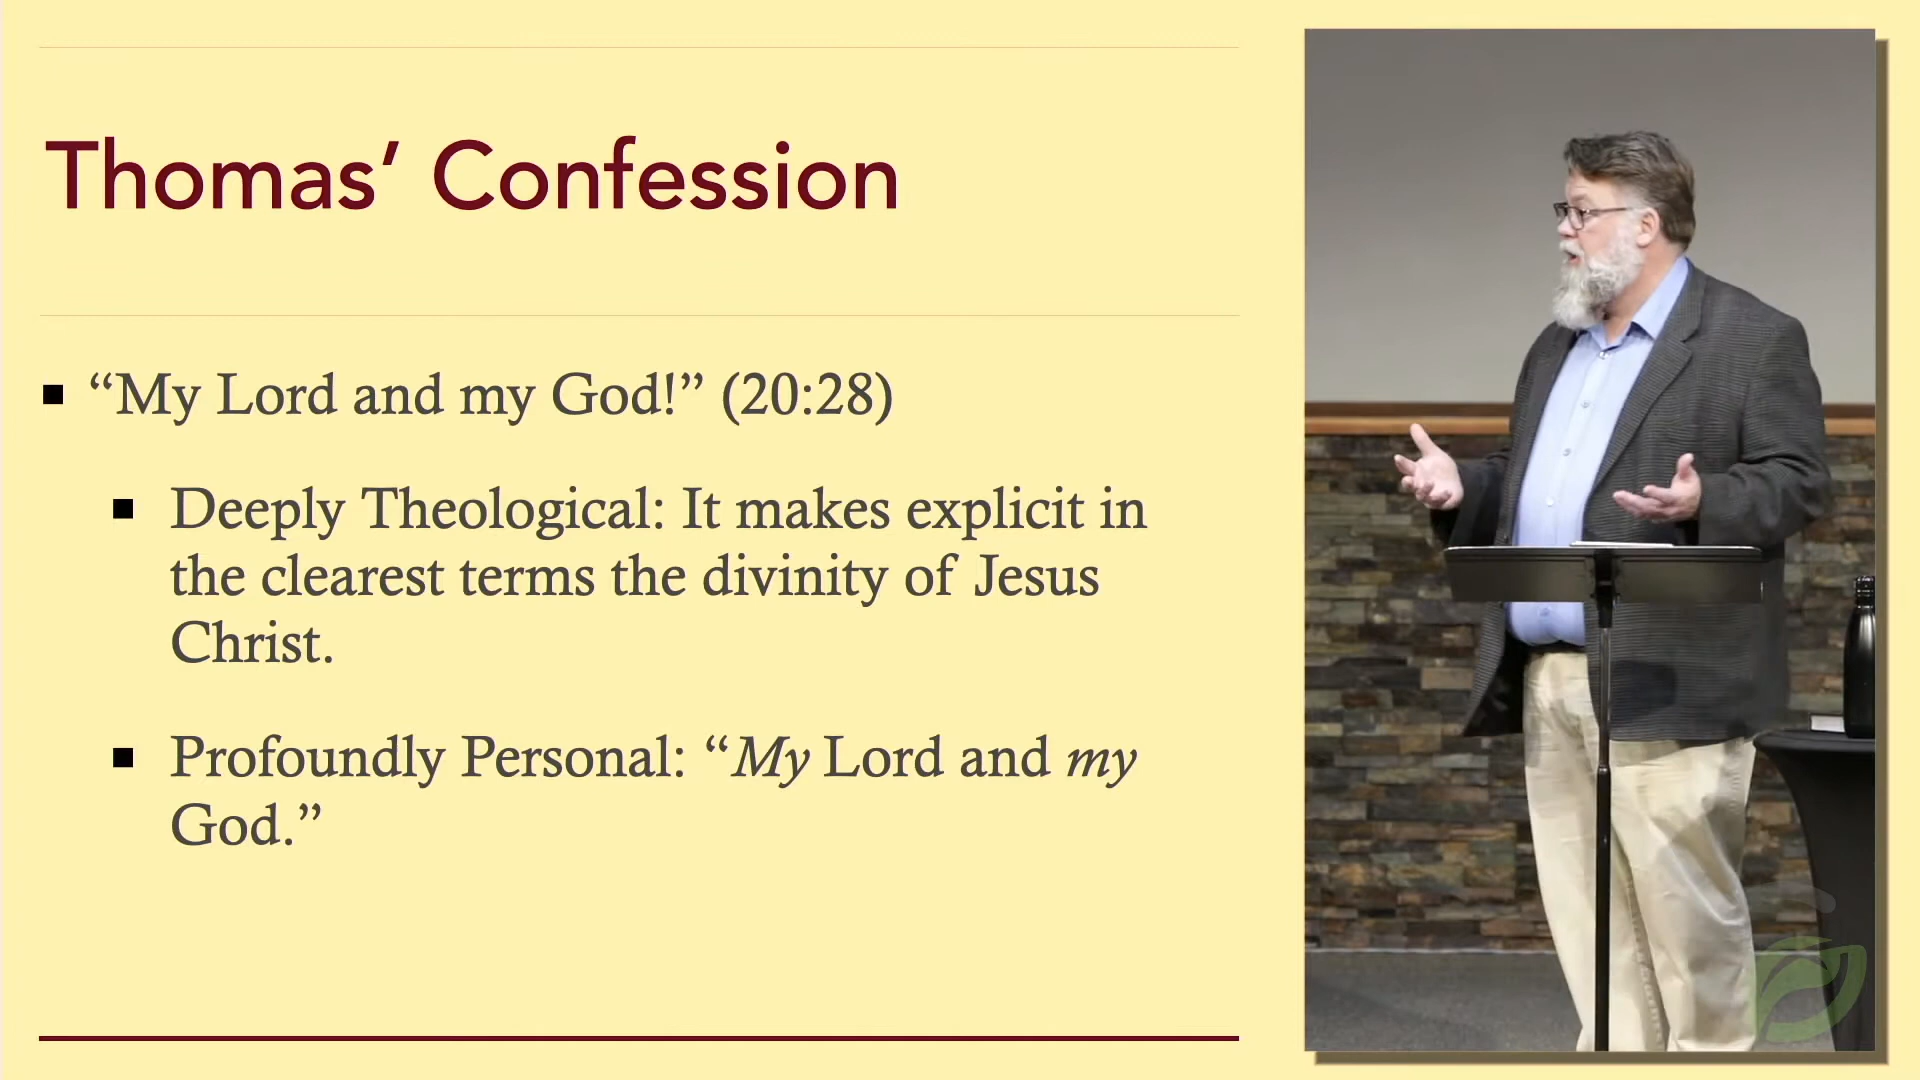 Thomas’ Confession
“My Lord and my God!” (20:28)
Deeply Theological: It makes explicit in
the clearest terms the divinity of Jesus
Christ.
Profoundly Personal: “My Lord and my
God.”